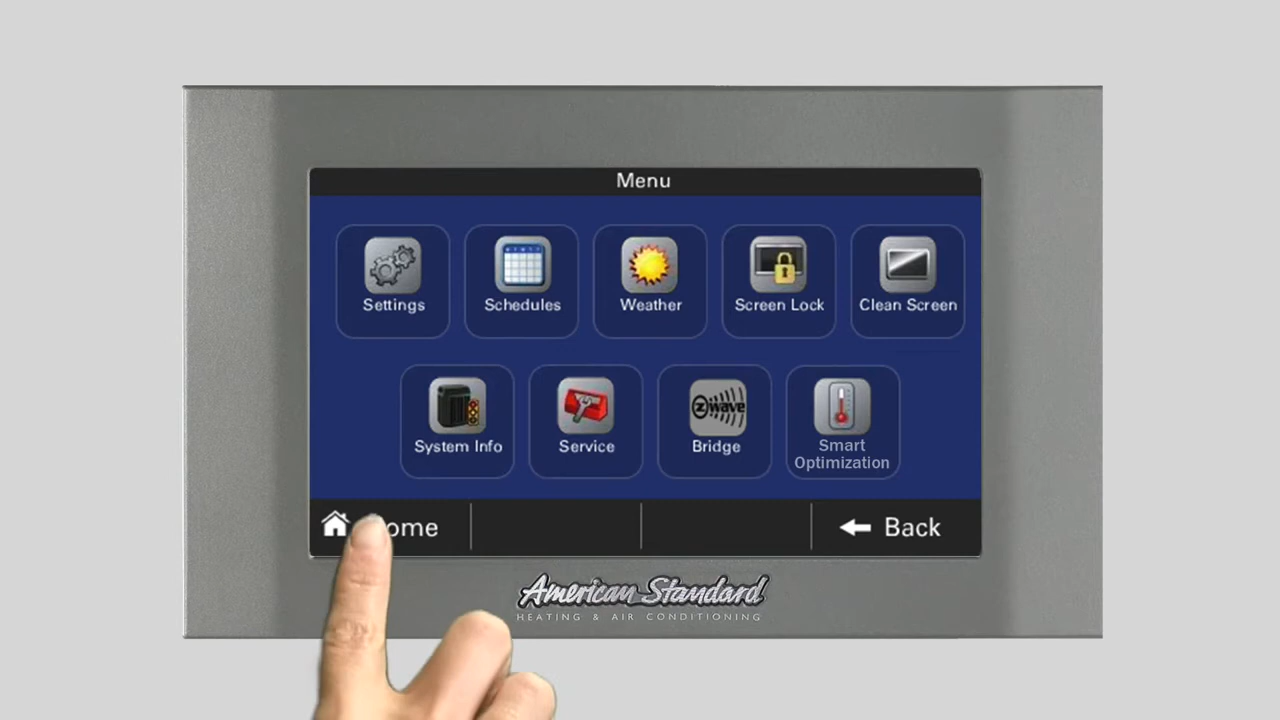 Menu
Settings
Schedules
Weather
Screen Lock
Clean Screen
System Info
Service
Z wave
Bridge
Smart
Optimization
ome
Back
American Standard
HEATING & AIR CONDITIONING